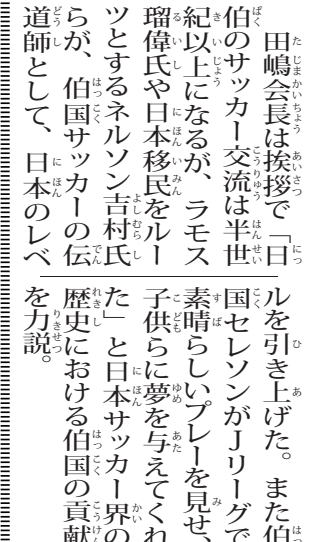 田嶋会長は挨拶で「日
伯のサッカー交流は半世
紀以上になるが、ラモス
瑠偉氏や日本移民をルー
ツとするネルソン吉村氏
らが、伯国サッカーの伝
道師として、日本のレベ
ルを引き上げた。また伯
国セレソンがJリーグで
素晴らしいプレーを見せ、
子供らに夢を与えてくれ
た」と日本サッカー界の
歴史における伯国の貢献
を力説。